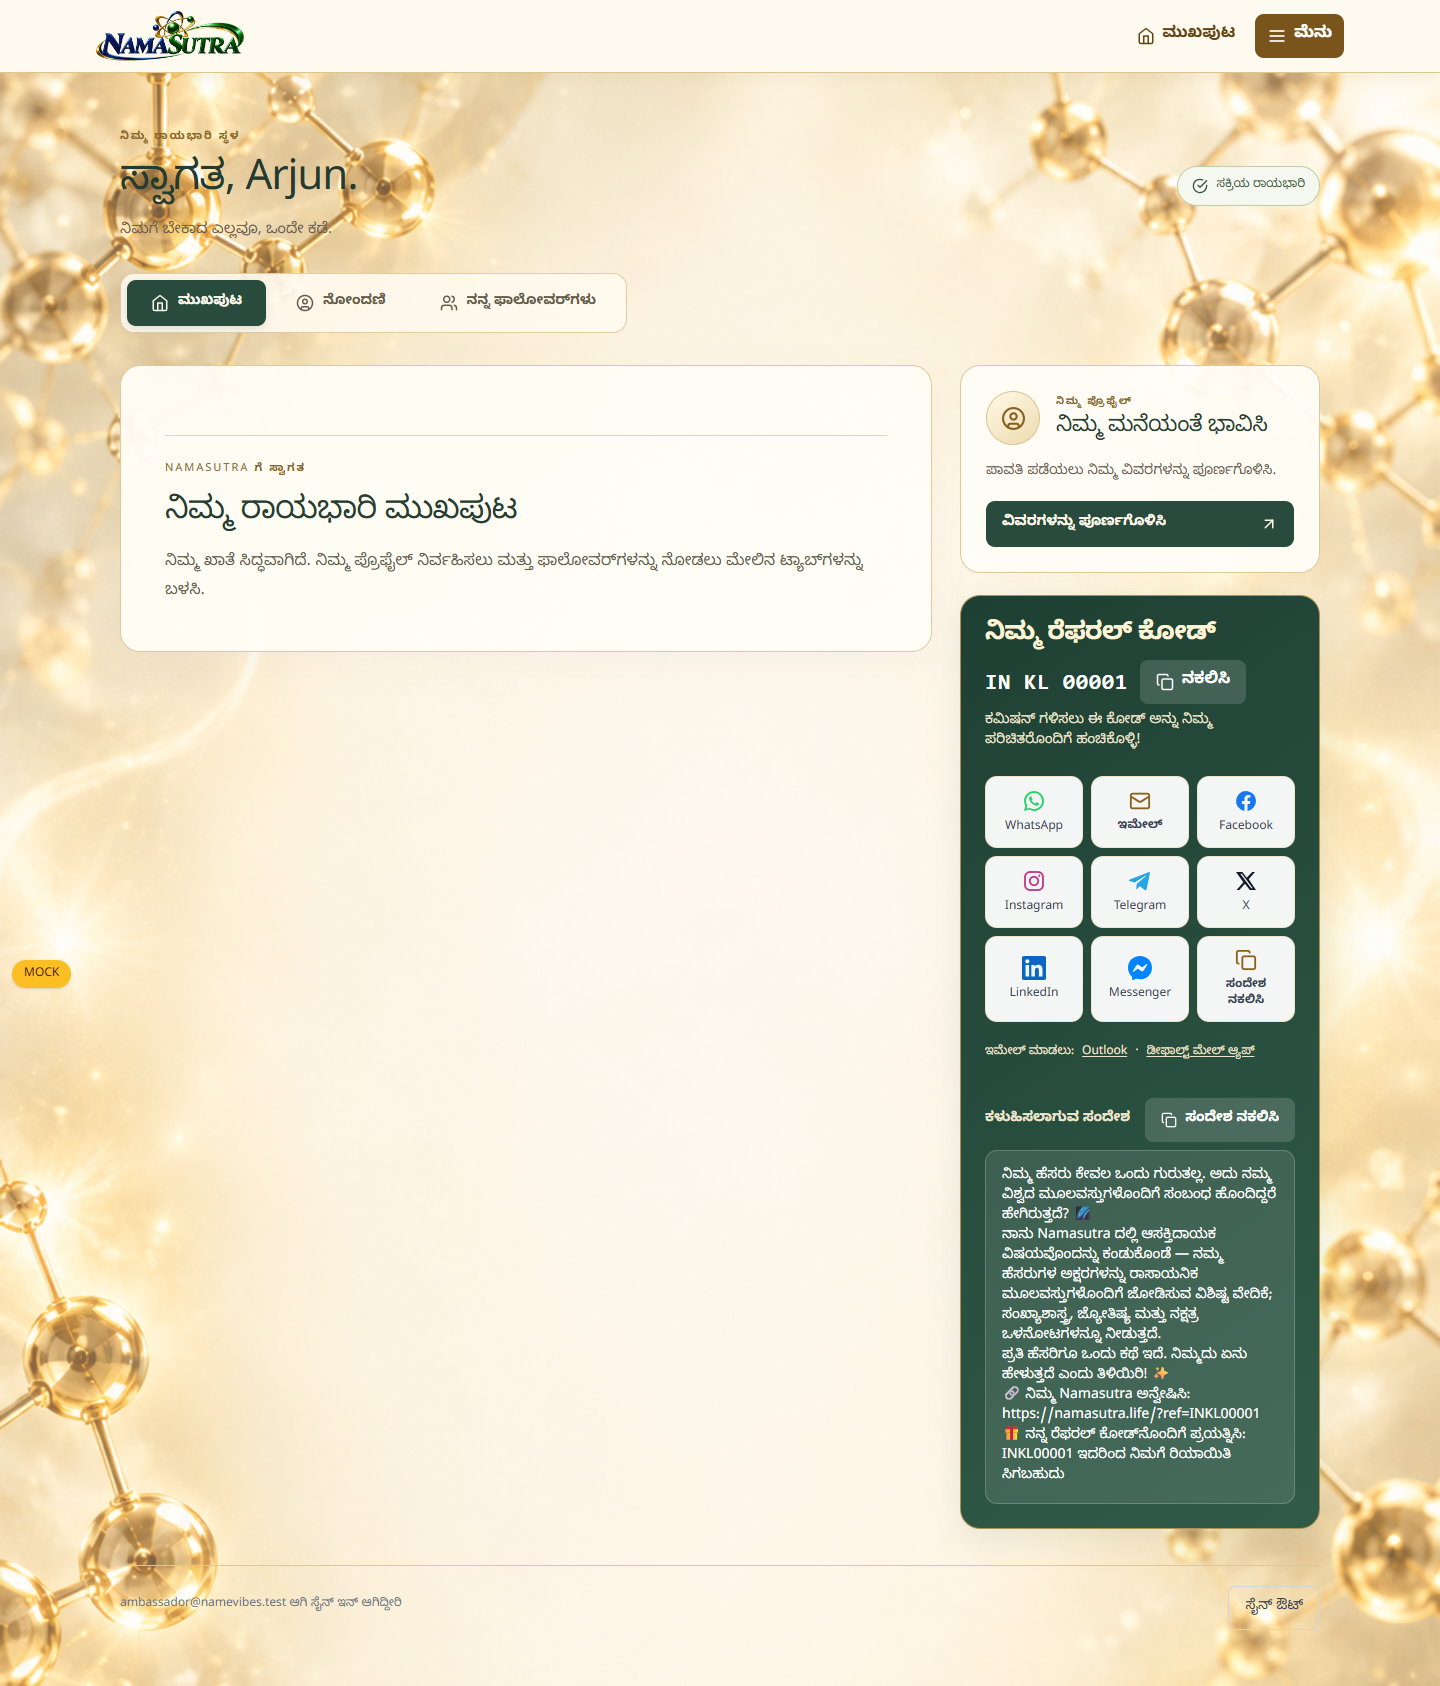 NAMASUTRA
ಮುಖಪುಟ
ಮೆನು
ನಿಮ್ಮ ರಾಯಭಾರಿ ಸ್ಥಳ
ಸ್ವಾಗತ, Arjun.
ನಿಮಗೆ ಬೇಕಾದ ಎಲ್ಲವೂ, ಒಂದೇ ಕಡೆ.
ಸಕ್ರಿಯ ರಾಯಭಾರಿ
ಮುಖಪುಟ
ನೋಂದಣಿ
ನನ್ನ ಫಾಲೋವರ್‌ಗಳು
NAMASUTRA ಗೆ ಸ್ವಾಗತ
ನಿಮ್ಮ ರಾಯಭಾರಿ ಮುಖಪುಟ
ನಿಮ್ಮ ಖಾತೆ ಸಿದ್ಧವಾಗಿದೆ. ನಿಮ್ಮ ಪ್ರೊಫೈಲ್ ನಿರ್ವಹಿಸಲು ಮತ್ತು ಫಾಲೋವರ್‌ಗಳನ್ನು ನೋಡಲು ಮೇಲಿನ ಟ್ಯಾಬ್‌ಗಳನ್ನು
ಬಳಸಿ.
ನಿಮ್ಮ ಪ್ರೊಫೈಲ್
ನಿಮ್ಮ ಮನೆಯಂತೆ ಭಾವಿಸಿ
ಪಾವತಿ ಪಡೆಯಲು ನಿಮ್ಮ ವಿವರಗಳನ್ನು ಪೂರ್ಣಗೊಳಿಸಿ.
ವಿವರಗಳನ್ನು ಪೂರ್ಣಗೊಳಿಸಿ
ನಿಮ್ಮ ರೆಫರಲ್ ಕೋಡ್
IN KL 00001
ನಕಲಿಸಿ
ಕಮಿಷನ್ ಗಳಿಸಲು ಈ ಕೋಡ್ ಅನ್ನು ನಿಮ್ಮ
ಪರಿಚಿತರೊಂದಿಗೆ ಹಂಚಿಕೊಳ್ಳಿ!
WhatsApp
ಇಮೇಲ್
Facebook
Instagram
Telegram
X
LinkedIn
Messenger
ಸಂದೇಶ
ನಕಲಿಸಿ
ಇಮೇಲ್ ಮಾಡಲು: Outlook · ಡೀಫಾಲ್ಟ್ ಮೇಲ್ ಆ್ಯಪ್
ಕಳುಹಿಸಲಾಗುವ ಸಂದೇಶ
ಸಂದೇಶ ನಕಲಿಸಿ
ನಿಮ್ಮ ಹೆಸರು ಕೇವಲ ಒಂದು ಗುರುತಲ್ಲ. ಅದು ನಮ್ಮ
ವಿಶ್ವದ ಮೂಲವಸ್ತುಗಳೊಂದಿಗೆ ಸಂಬಂಧ ಹೊಂದಿದ್ದರೆ
ಹೇಗಿರುತ್ತದೆ? 🌌
ನಾನು Namasutra ದಲ್ಲಿ ಆಸಕ್ತಿದಾಯಕ
ವಿಷಯವೊಂದನ್ನು ಕಂಡುಕೊಂಡೆ — ನಮ್ಮ
ಹೆಸರುಗಳ ಅಕ್ಷರಗಳನ್ನು ರಾಸಾಯನಿಕ
ಮೂಲವಸ್ತುಗಳೊಂದಿಗೆ ಜೋಡಿಸುವ ವಿಶಿಷ್ಟ ವೇದಿಕೆ;
ಸಂಖ್ಯಾಶಾಸ್ತ್ರ, ಜ್ಯೋತಿಷ್ಯ ಮತ್ತು ನಕ್ಷತ್ರ
ಒಳನೋಟಗಳನ್ನೂ ನೀಡುತ್ತದೆ.
ಪ್ರತಿ ಹೆಸರಿಗೂ ಒಂದು ಕಥೆ ಇದೆ. ನಿಮ್ಮದು ಏನು
ಹೇಳುತ್ತದೆ ಎಂದು ತಿಳಿಯಿರಿ! ✨
🔗 ನಿಮ್ಮ Namasutra ಅನ್ವೇಷಿಸಿ:
https://namasutra.life/?ref=INKL00001
🎁 ನನ್ನ ರೆಫರಲ್ ಕೋಡ್‌ನೊಂದಿಗೆ ಪ್ರಯತ್ನಿಸಿ:
INKL00001 ಇದರಿಂದ ನಿಮಗೆ ರಿಯಾಯಿತಿ
ಸಿಗಬಹುದು
MOCK
ambassador@namevibes.test ಆಗಿ ಸೈನ್ ಇನ್ ಆಗಿದ್ದೀರಿ
ಸೈನ್ ಔಟ್